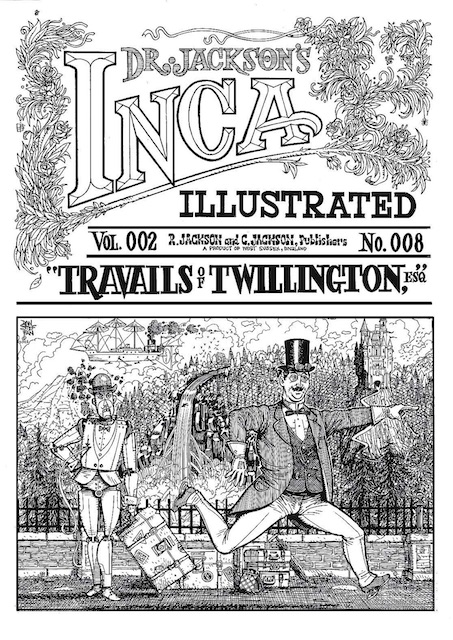 DR. JACKSON'S
INCA
ILLUSTRATED
VOL. 002 R. JACKSON and C. JACKSON, Publishers No. 008
A PRODUCT OF WEST SUSSEX, ENGLAND
"TRAVAILS OF TWILLINGTON, ESQ."